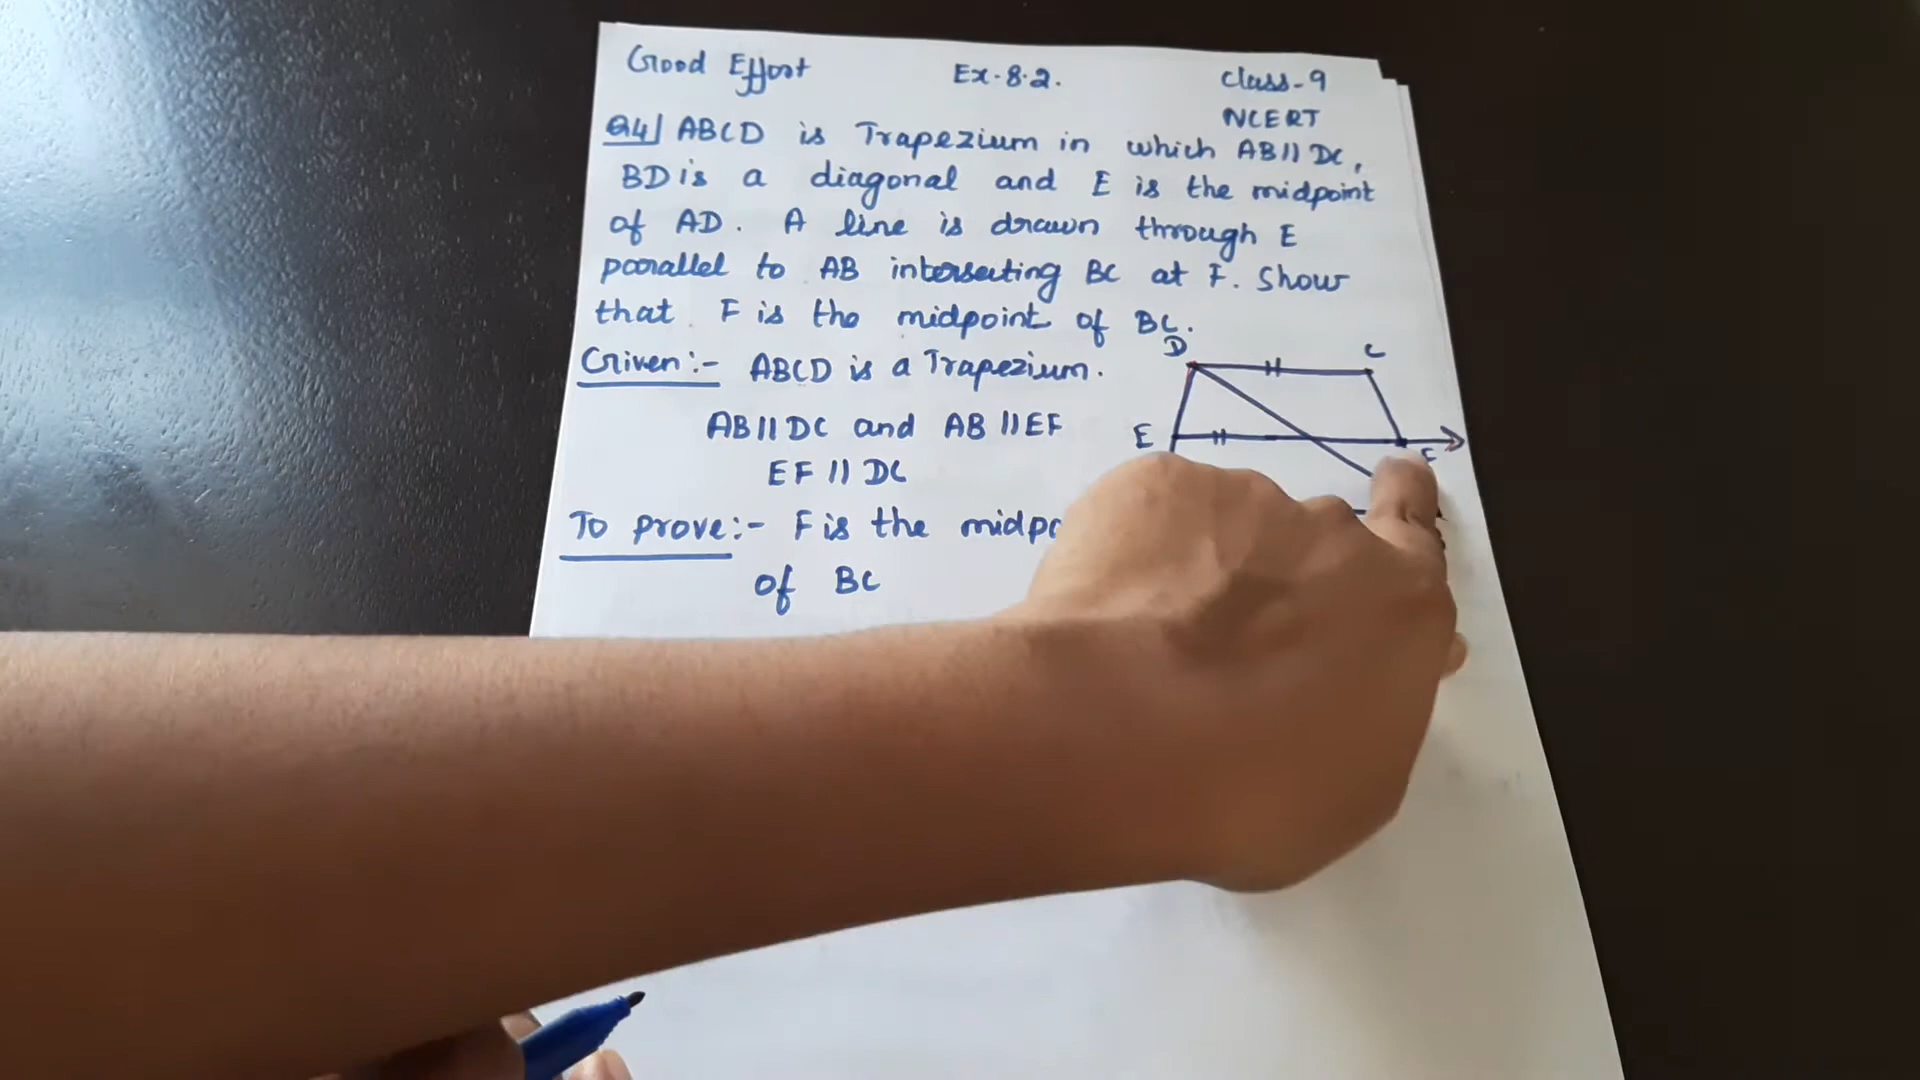 Good Effort Ex-8.2. Class-9
NCERT
Q4| ABCD is Trapezium in which AB || DC,
BD is a diagonal and E is the midpoint
of AD. A line is drawn through E
parallel to AB intersecting BC at F. Show
that F is the midpoint of BC.
Given:- ABCD is a Trapezium.
AB || DC and AB || EF
EF || DC
To prove:- F is the midpo
of BC
D C
E F